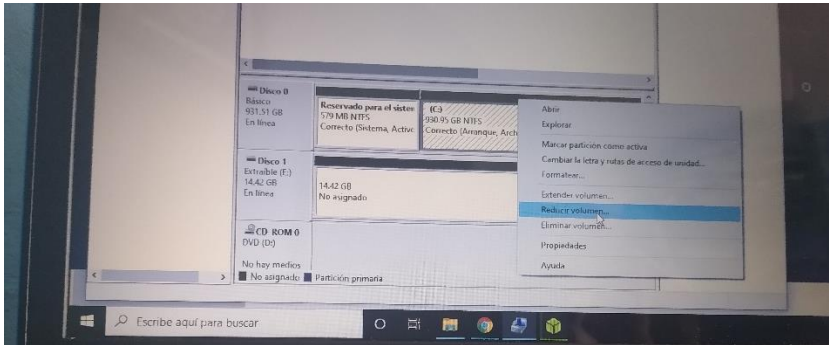 Disco 0
Básico
931.51 GB
En línea
Reservado para el sister
579 MB NTFS
Correcto (Sistema, Activo
(C:)
930.95 GB NTFS
Correcto (Arranque, Arch
Disco 1
Extraíble (E:)
14.42 GB
En línea
14.42 GB
No asignado
CD-ROM 0
DVD (D:)
No hay medios
No asignado
Partición primaria
Abrir
Explorar
Marcar partición como activa
Cambiar la letra y rutas de acceso de unidad...
Formatear...
Extender volumen...
Reducir volumen...
Eliminar volumen...
Propiedades
Ayuda
Escribe aquí para buscar